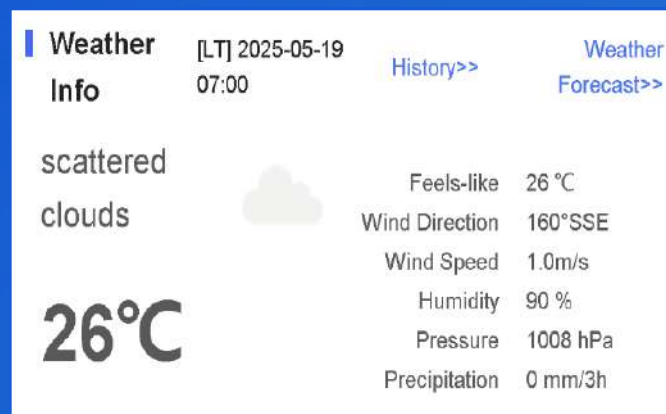 Weather Info
[LT] 2025-05-19 07:00
History>>
Weather Forecast>>
scattered
clouds
26℃
Feels-like 26 ℃
Wind Direction 160°SSE
Wind Speed 1.0m/s
Humidity 90 %
Pressure 1008 hPa
Precipitation 0 mm/3h